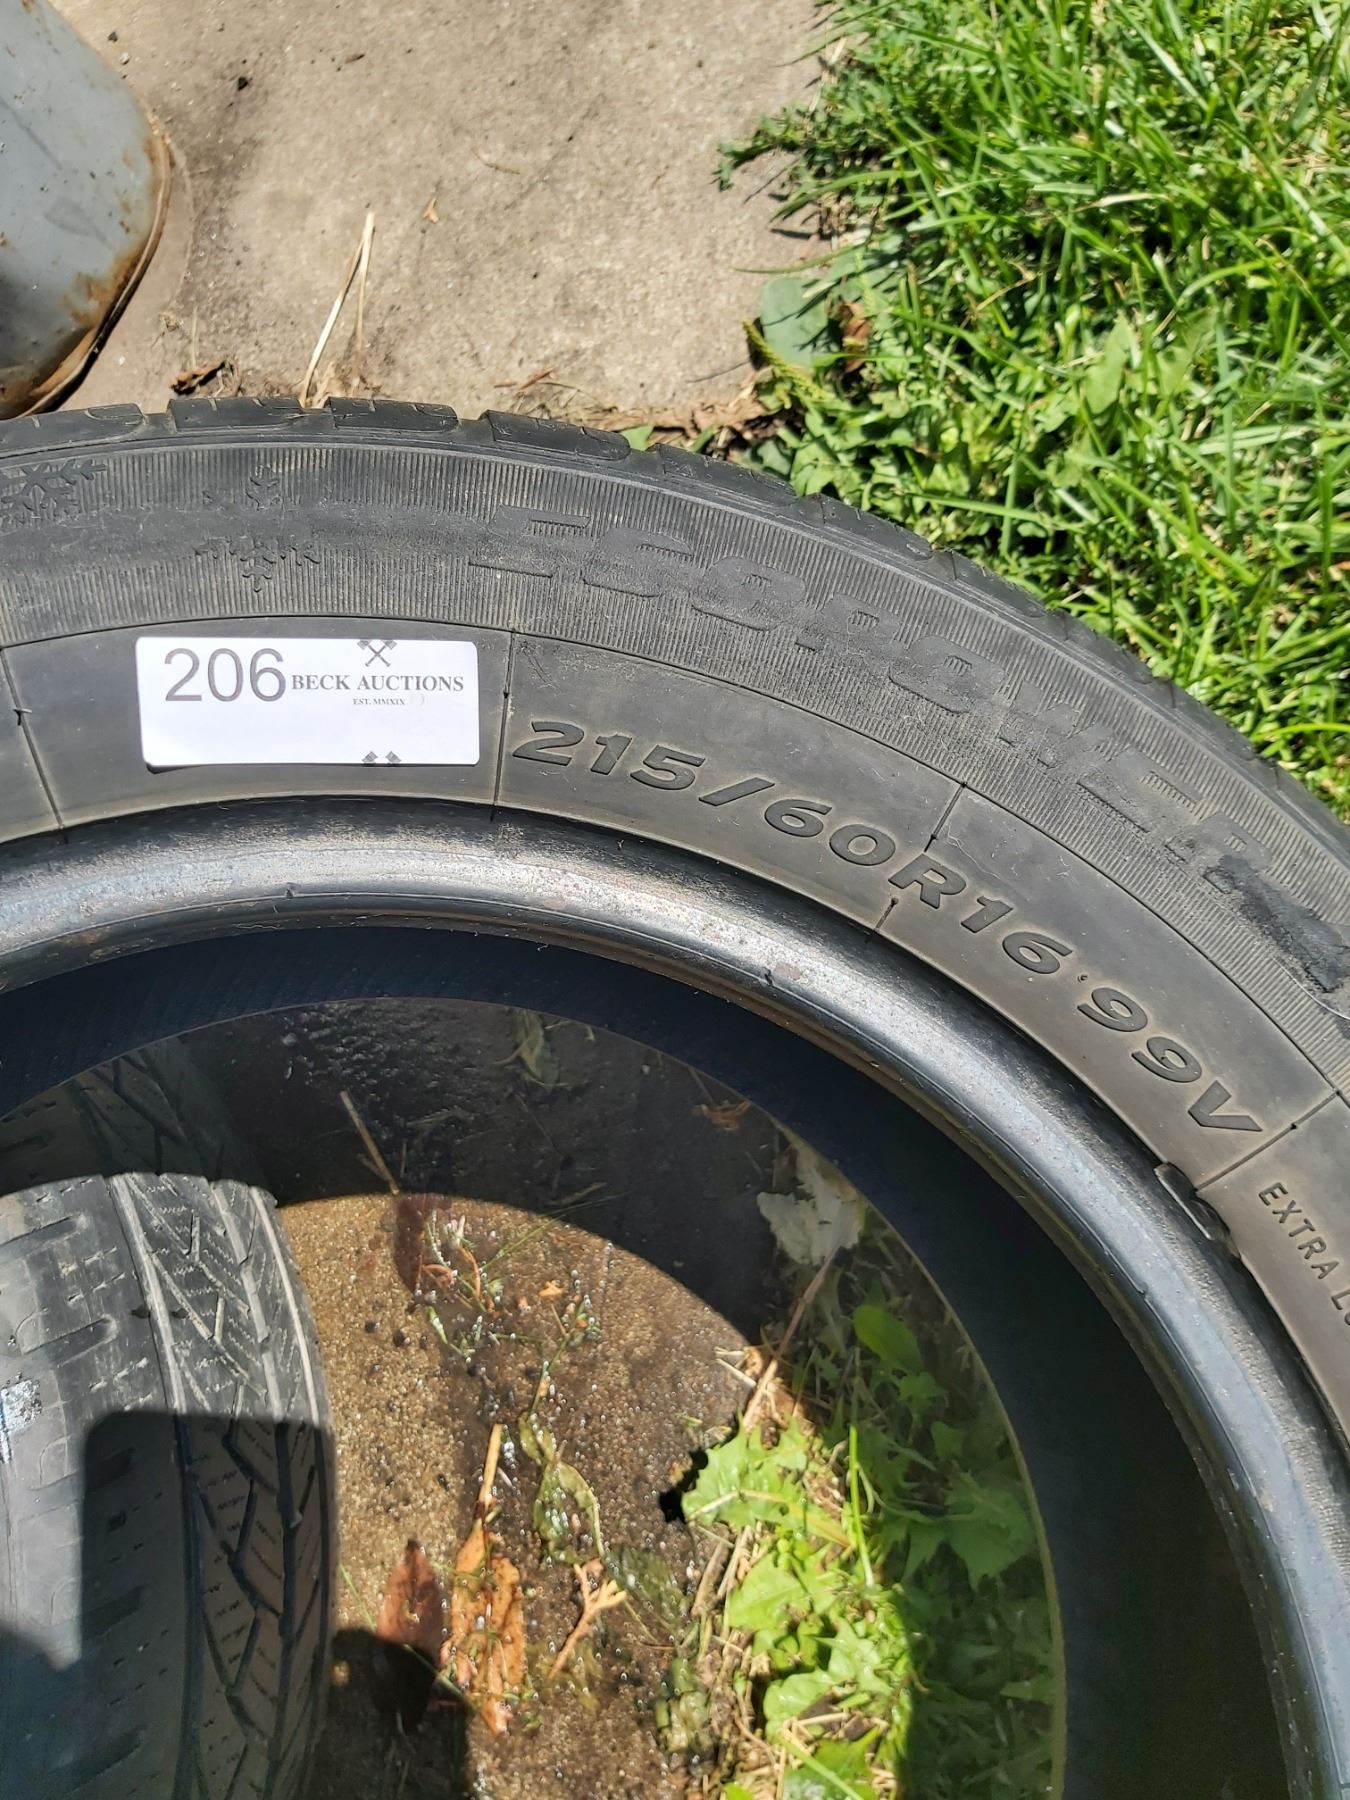 206
BECK AUCTIONS
EST. MMXIX
215/60R16 99V
EXTRA